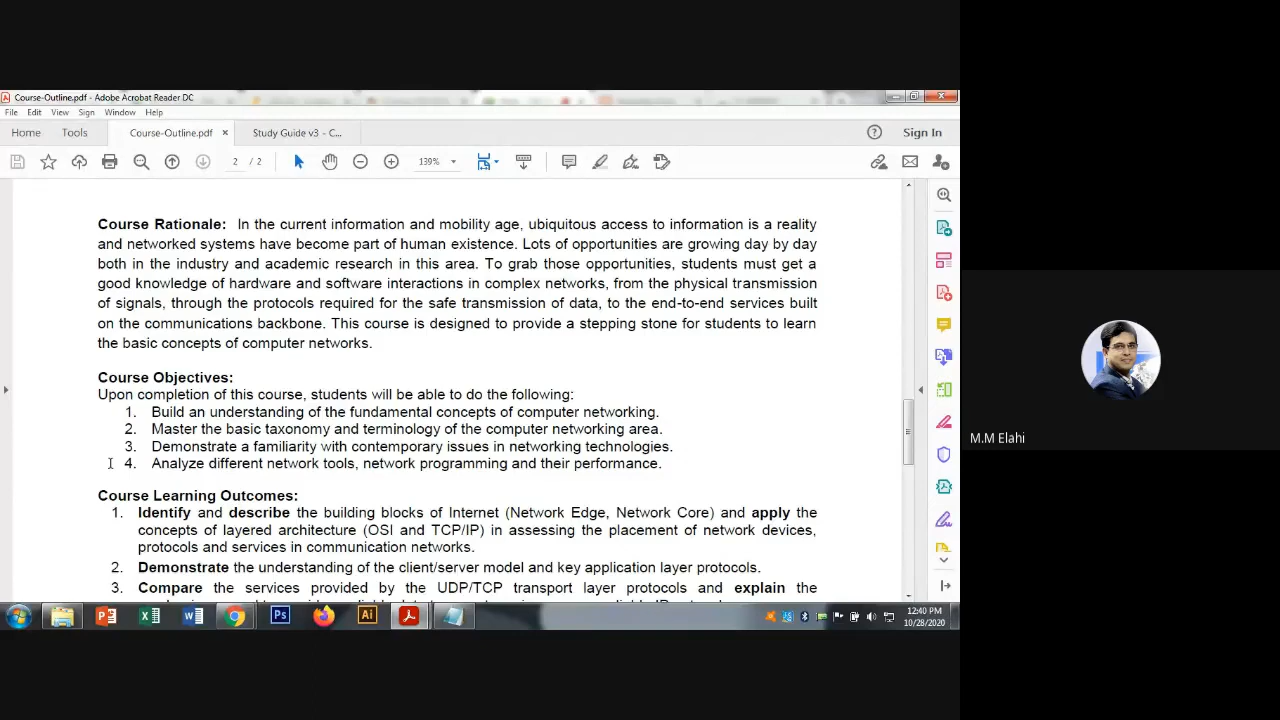 Course-Outline.pdf - Adobe Acrobat Reader DC
File Edit View Sign Window Help
Home Tools Course-Outline.pdf × Study Guide v3 - C... Sign In
2 / 2 139%
Course Rationale: In the current information and mobility age, ubiquitous access to information is a reality
and networked systems have become part of human existence. Lots of opportunities are growing day by day
both in the industry and academic research in this area. To grab those opportunities, students must get a
good knowledge of hardware and software interactions in complex networks, from the physical transmission
of signals, through the protocols required for the safe transmission of data, to the end-to-end services built
on the communications backbone. This course is designed to provide a stepping stone for students to learn
the basic concepts of computer networks.
Course Objectives:
Upon completion of this course, students will be able to do the following:
1. Build an understanding of the fundamental concepts of computer networking.
2. Master the basic taxonomy and terminology of the computer networking area.
3. Demonstrate a familiarity with contemporary issues in networking technologies.
4. Analyze different network tools, network programming and their performance.
Course Learning Outcomes:
1. Identify and describe the building blocks of Internet (Network Edge, Network Core) and apply the
concepts of layered architecture (OSI and TCP/IP) in assessing the placement of network devices,
protocols and services in communication networks.
2. Demonstrate the understanding of the client/server model and key application layer protocols.
3. Compare the services provided by the UDP/TCP transport layer protocols and explain the
M.M Elahi
Ps Ai
12:40 PM
10/28/2020